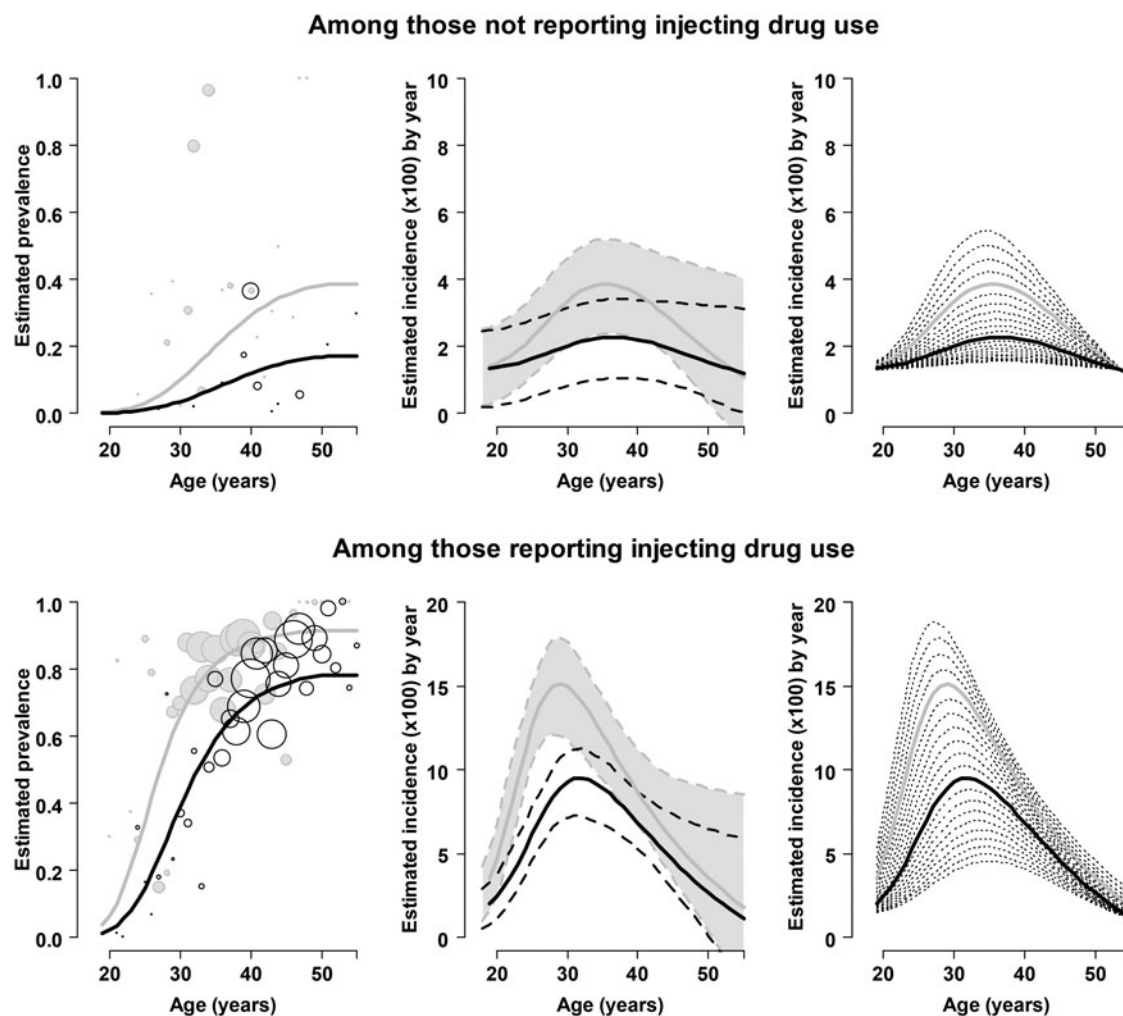 Among those not reporting injecting drug use
Estimated prevalence
1.0
0.8
0.6
0.4
0.2
0.0
20 30 40 50
Age (years)
Estimated incidence (x100) by year
10
8
6
4
2
0
20 30 40 50
Age (years)
Estimated incidence (x100) by year
10
8
6
4
2
0
20 30 40 50
Age (years)
Among those reporting injecting drug use
Estimated prevalence
1.0
0.8
0.6
0.4
0.2
0.0
20 30 40 50
Age (years)
Estimated incidence (x100) by year
20
15
10
5
0
20 30 40 50
Age (years)
Estimated incidence (x100) by year
20
15
10
5
0
20 30 40 50
Age (years)